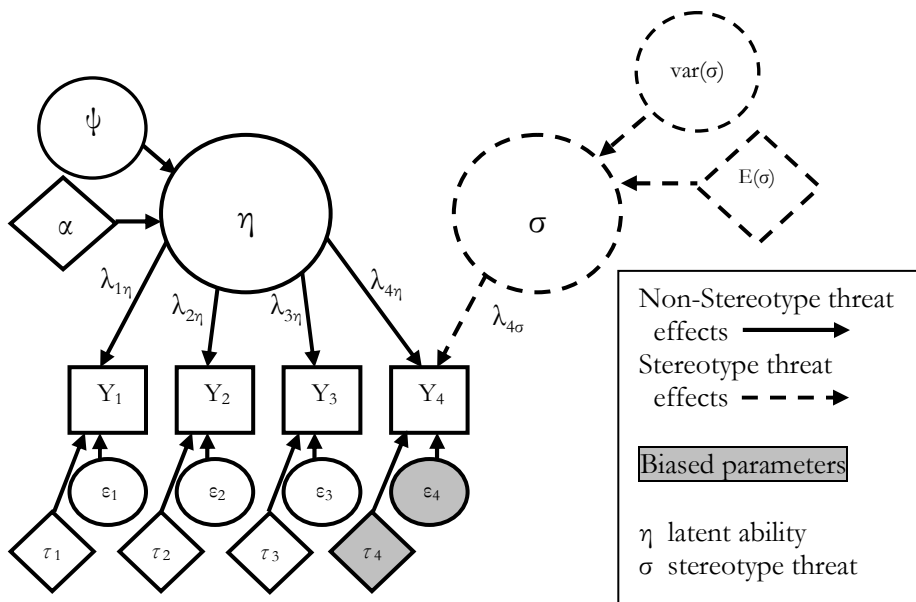 var(σ)
ψ
E(σ)
α
η
σ
λ1η
λ2η
λ3η
λ4η
λ4σ
Y1
Y2
Y3
Y4
ε1
ε2
ε3
ε4
τ1
τ2
τ3
τ4
Non-Stereotype threat
effects
Stereotype threat
effects
Biased parameters
η latent ability
σ stereotype threat